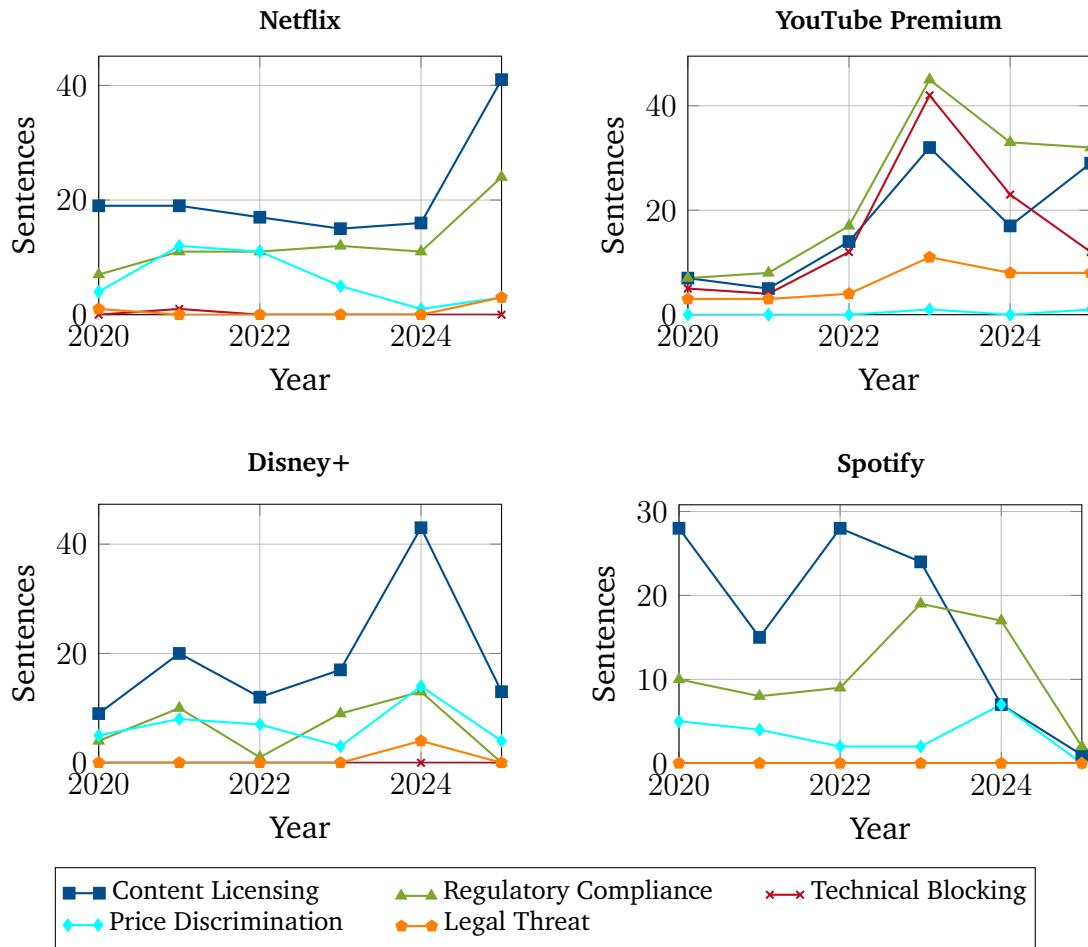 Netflix
40
20
0
2020 2022 2024
Sentences
Year
YouTube Premium
40
20
0
2020 2022 2024
Sentences
Year
Disney+
40
20
0
2020 2022 2024
Sentences
Year
Spotify
30
20
10
0
2020 2022 2024
Sentences
Year
Content Licensing Regulatory Compliance Technical Blocking
Price Discrimination Legal Threat